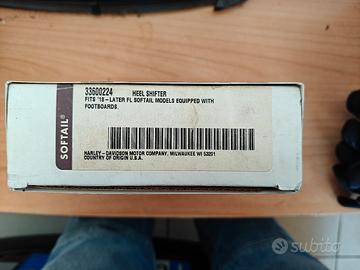 33600224 HEEL SHIFTER
FITS '18 - LATER FL SOFTAIL MODELS EQUIPPED WITH
FOOTBOARDS.
HARLEY - DAVIDSON MOTOR COMPANY, MILWAUKEE WI 53201
COUNTRY OF ORIGIN U.S.A.
SOFTAIL®
subito